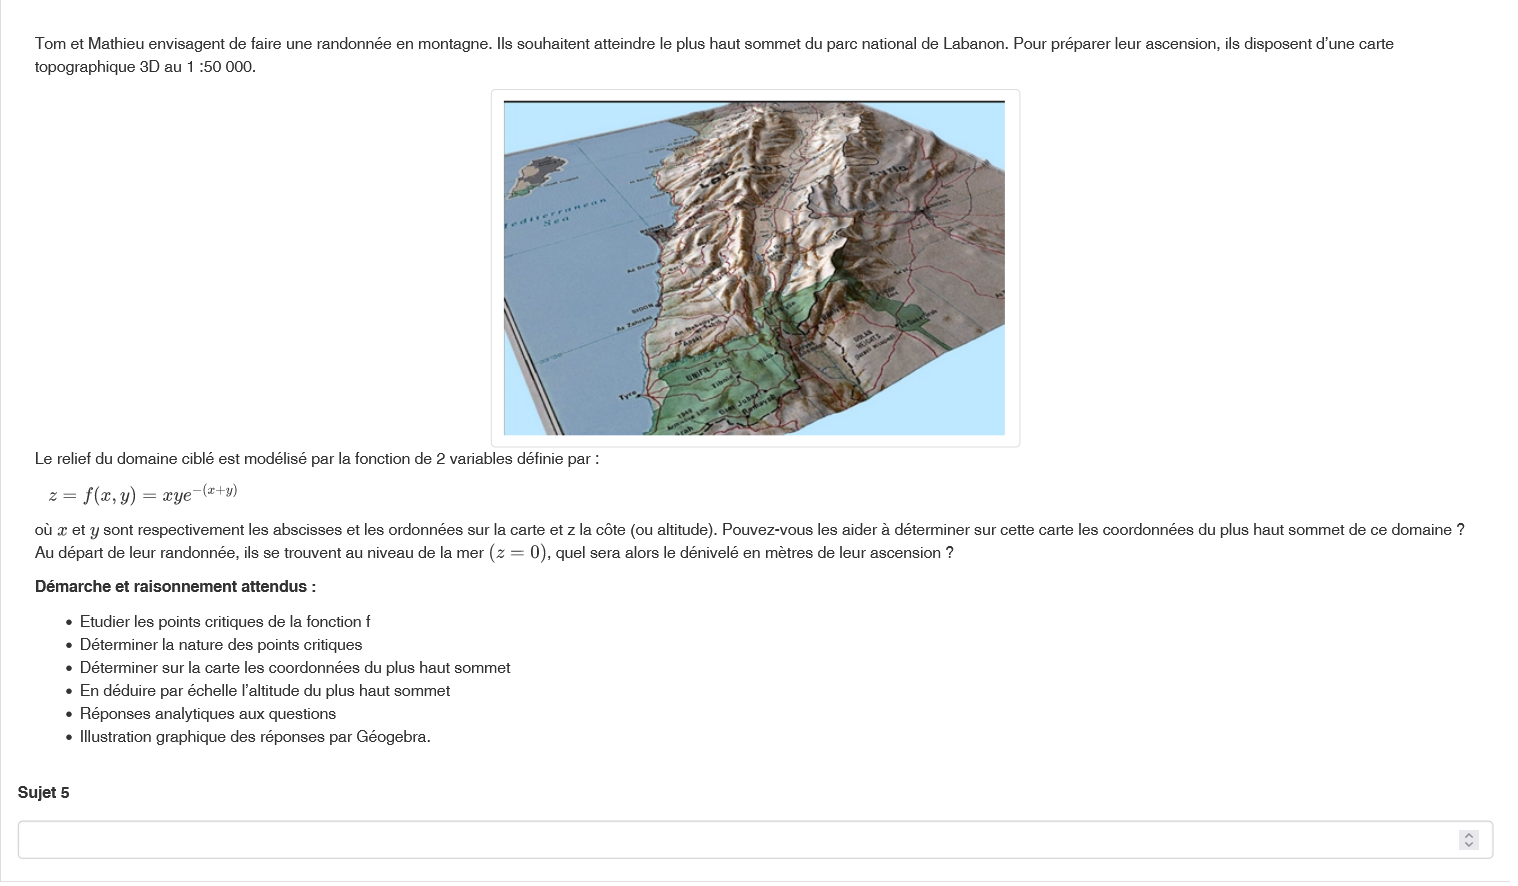 Tom et Mathieu envisagent de faire une randonnée en montagne. Ils souhaitent atteindre le plus haut sommet du parc national de Labanon. Pour préparer leur ascension, ils disposent d'une carte
topographique 3D au 1 :50 000.
Labanon
Syria
Mediterranean
Sea
SIDON
Tyre
UNIFIL Zone
Tibnin
GOLAN
HEIGHTS
Le relief du domaine ciblé est modélisé par la fonction de 2 variables définie par :
z = f(x, y) = xye^{−(x+y)}
où x et y sont respectivement les abscisses et les ordonnées sur la carte et z la côte (ou altitude). Pouvez-vous les aider à déterminer sur cette carte les coordonnées du plus haut sommet de ce domaine ?
Au départ de leur randonnée, ils se trouvent au niveau de la mer (z = 0), quel sera alors le dénivelé en mètres de leur ascension ?
Démarche et raisonnement attendus :
• Etudier les points critiques de la fonction f
• Déterminer la nature des points critiques
• Déterminer sur la carte les coordonnées du plus haut sommet
• En déduire par échelle l'altitude du plus haut sommet
• Réponses analytiques aux questions
• Illustration graphique des réponses par Géogebra.
Sujet 5